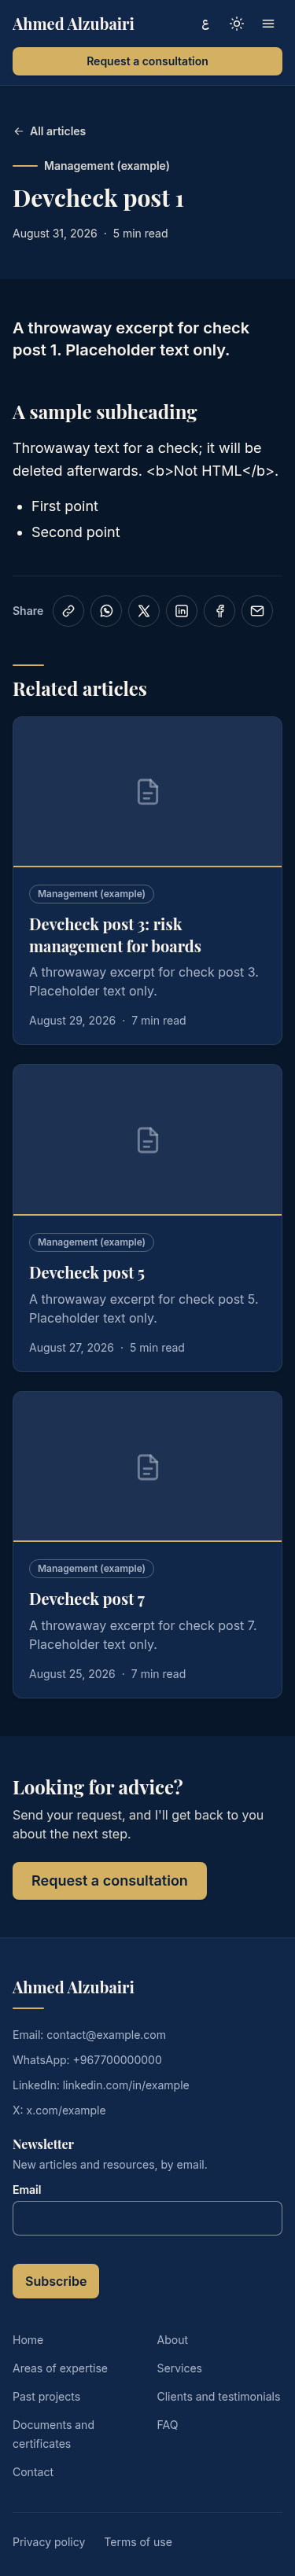 Ahmed Alzubairi
ع
Request a consultation
← All articles
Management (example)
Devcheck post 1
August 31, 2026 · 5 min read
A throwaway excerpt for check
post 1. Placeholder text only.
A sample subheading
Throwaway text for a check; it will be
deleted afterwards. <b>Not HTML</b>.
• First point
• Second point
Share
Related articles
Management (example)
Devcheck post 3: risk
management for boards
A throwaway excerpt for check post 3.
Placeholder text only.
August 29, 2026 · 7 min read
Management (example)
Devcheck post 5
A throwaway excerpt for check post 5.
Placeholder text only.
August 27, 2026 · 5 min read
Management (example)
Devcheck post 7
A throwaway excerpt for check post 7.
Placeholder text only.
August 25, 2026 · 7 min read
Looking for advice?
Send your request, and I'll get back to you
about the next step.
Request a consultation
Ahmed Alzubairi
Email: contact@example.com
WhatsApp: +967700000000
LinkedIn: linkedin.com/in/example
X: x.com/example
Newsletter
New articles and resources, by email.
Email
Subscribe
Home
About
Areas of expertise
Services
Past projects
Clients and testimonials
Documents and
certificates
FAQ
Contact
Privacy policy
Terms of use